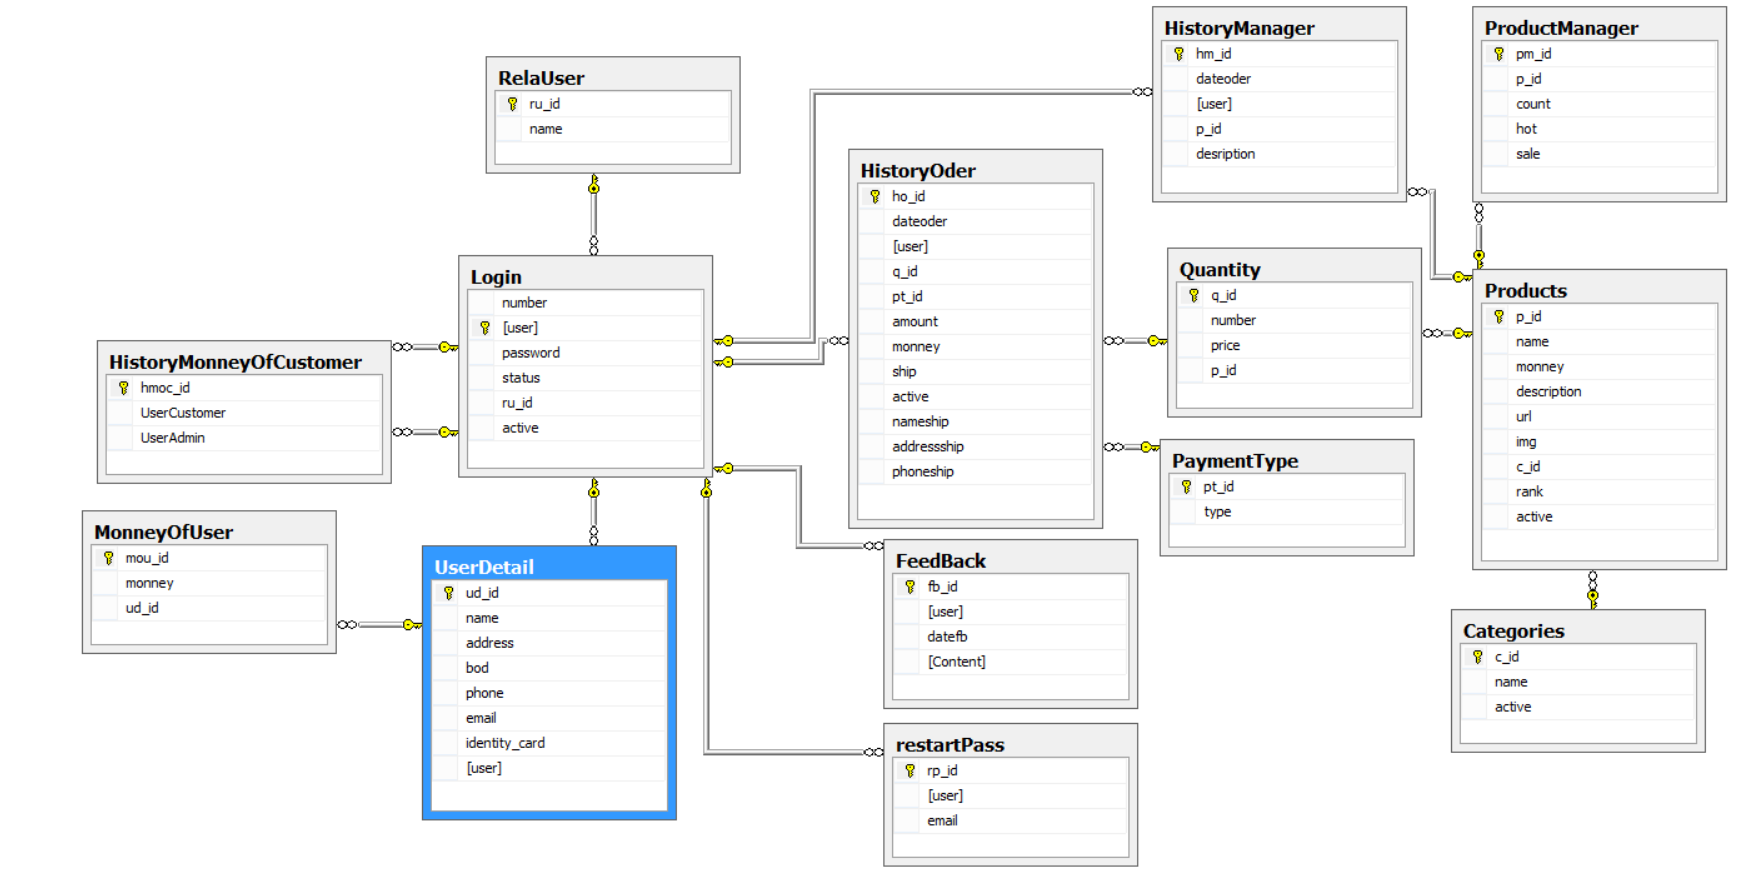 RelaUser
ru_id
name
Login
number
[user]
password
status
ru_id
active
HistoryMonneyOfCustomer
hmoc_id
UserCustomer
UserAdmin
MonneyOfUser
mou_id
monney
ud_id
UserDetail
ud_id
name
address
bod
phone
email
identity_card
[user]
HistoryOder
ho_id
dateoder
[user]
q_id
pt_id
amount
monney
ship
active
nameship
addressship
phoneship
FeedBack
fb_id
[user]
datefb
[Content]
restartPass
rp_id
[user]
email
HistoryManager
hm_id
dateoder
[user]
p_id
desription
Quantity
q_id
number
price
p_id
PaymentType
pt_id
type
ProductManager
pm_id
p_id
count
hot
sale
Products
p_id
name
monney
description
url
img
c_id
rank
active
Categories
c_id
name
active